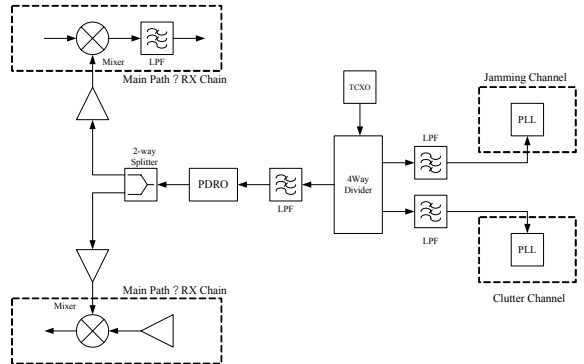 Mixer
LPF
Main Path ? RX Chain
TCXO
Jamming Channel
PLL
2-way
Splitter
LPF
PDRO
LPF
4Way
Divider
LPF
PLL
Clutter Channel
Main Path ? RX Chain
Mixer